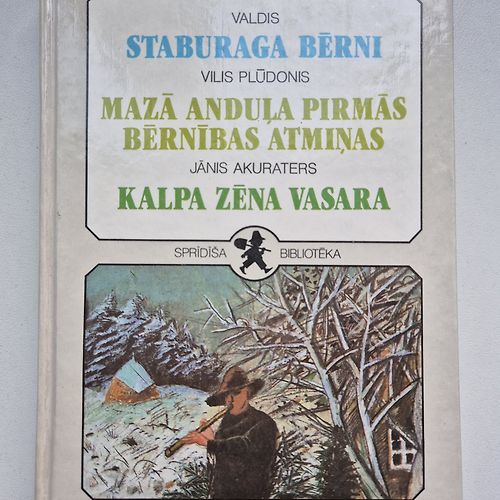 VALDIS
STABURAGA BĒRNI
VILIS PLŪDONIS
MAZĀ ANDUĻA PIRMĀS
BĒRNĪBAS ATMIŅAS
JĀNIS AKURATERS
KALPA ZĒNA VASARA
SPRĪDĪŠA BIBLIOTĒKA